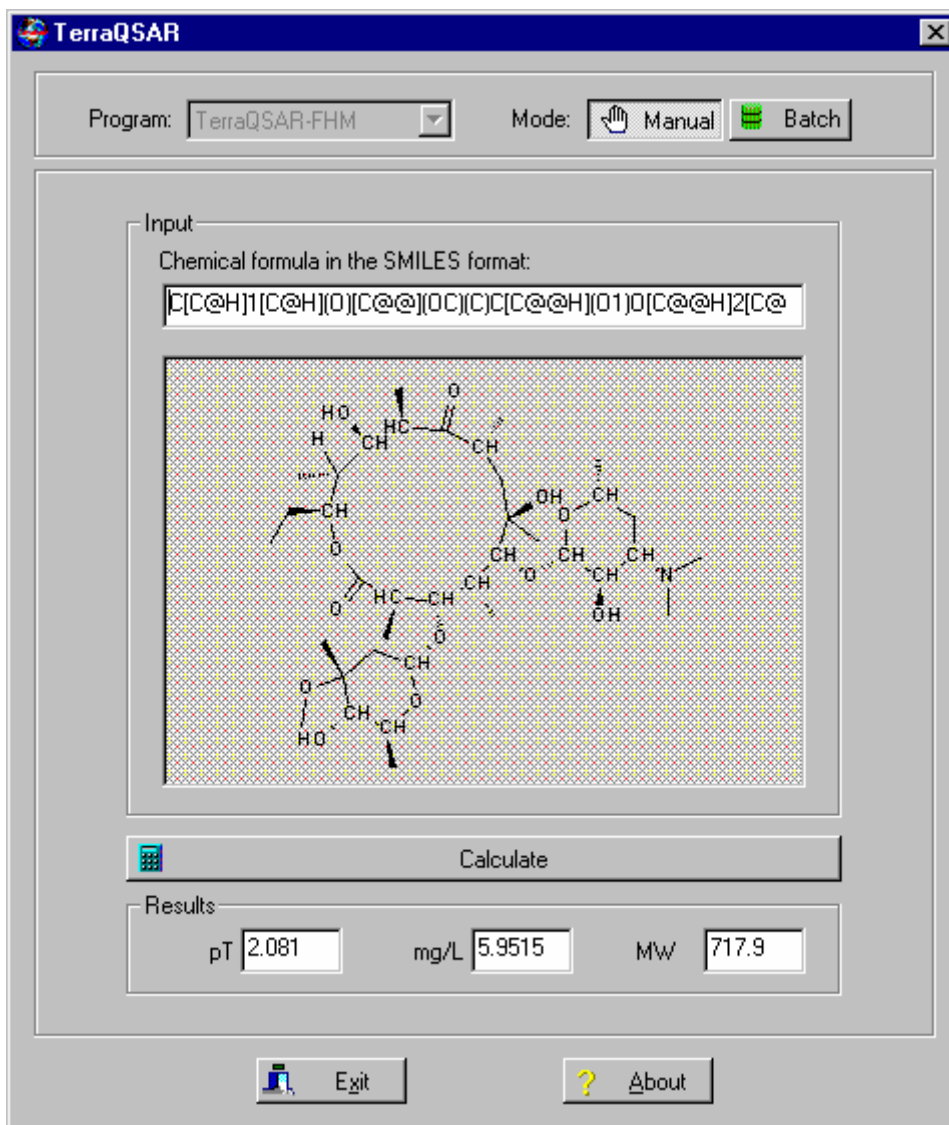 TerraQSAR
Program: TerraQSAR-FHM Mode: Manual Batch
Input
Chemical formula in the SMILES format:
C[C@H]1[C@H](O)[C@@](OC)(C)C[C@@H](O1)O[C@@H]2[C@
O
HO
HC
H
CH
CH
OH
CH
CH
O
CH
O
CH
O
CH
CH
N
O
CH
CH
HC
CH
O
OH
O
CH
O
O
CH
CH
HO
Calculate
Results
pT 2.081 mg/L 5.9515 MW 717.9
Exit About